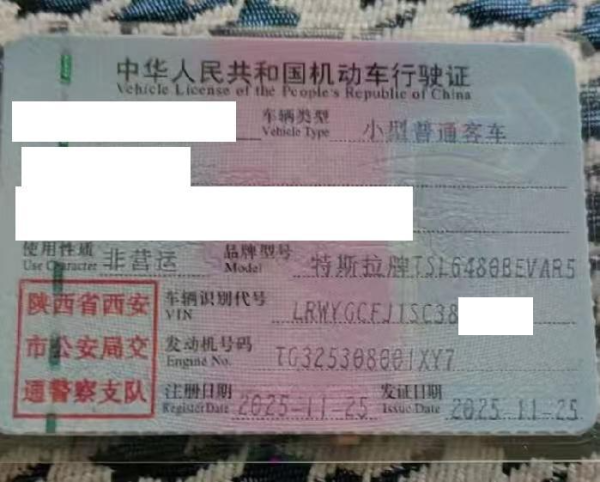 中华人民共和国机动车行驶证
Vehicle License of the People's Republic of China
车辆类型 小型普通客车
Vehicle Type
使用性质 非营运 品牌型号 特斯拉牌TSL6480BEVAR5
Use Character Model
陕西省西安
市公安局交
通警察支队
车辆识别代号 LRWYGCFJ1SC38
VIN
发动机号码 TG325308001XY7
Engine No.
注册日期 2025-11-25 发证日期 2025-11-25
Register Date Issue Date